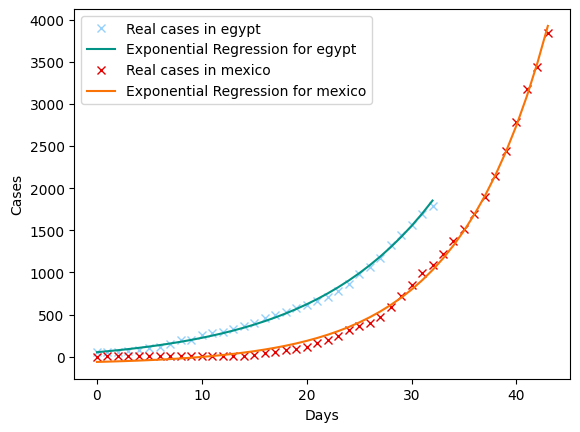 4000
3500
3000
2500
2000
1500
1000
500
0
Real cases in egypt
Exponential Regression for egypt
Real cases in mexico
Exponential Regression for mexico
Cases
0
10
20
30
40
Days